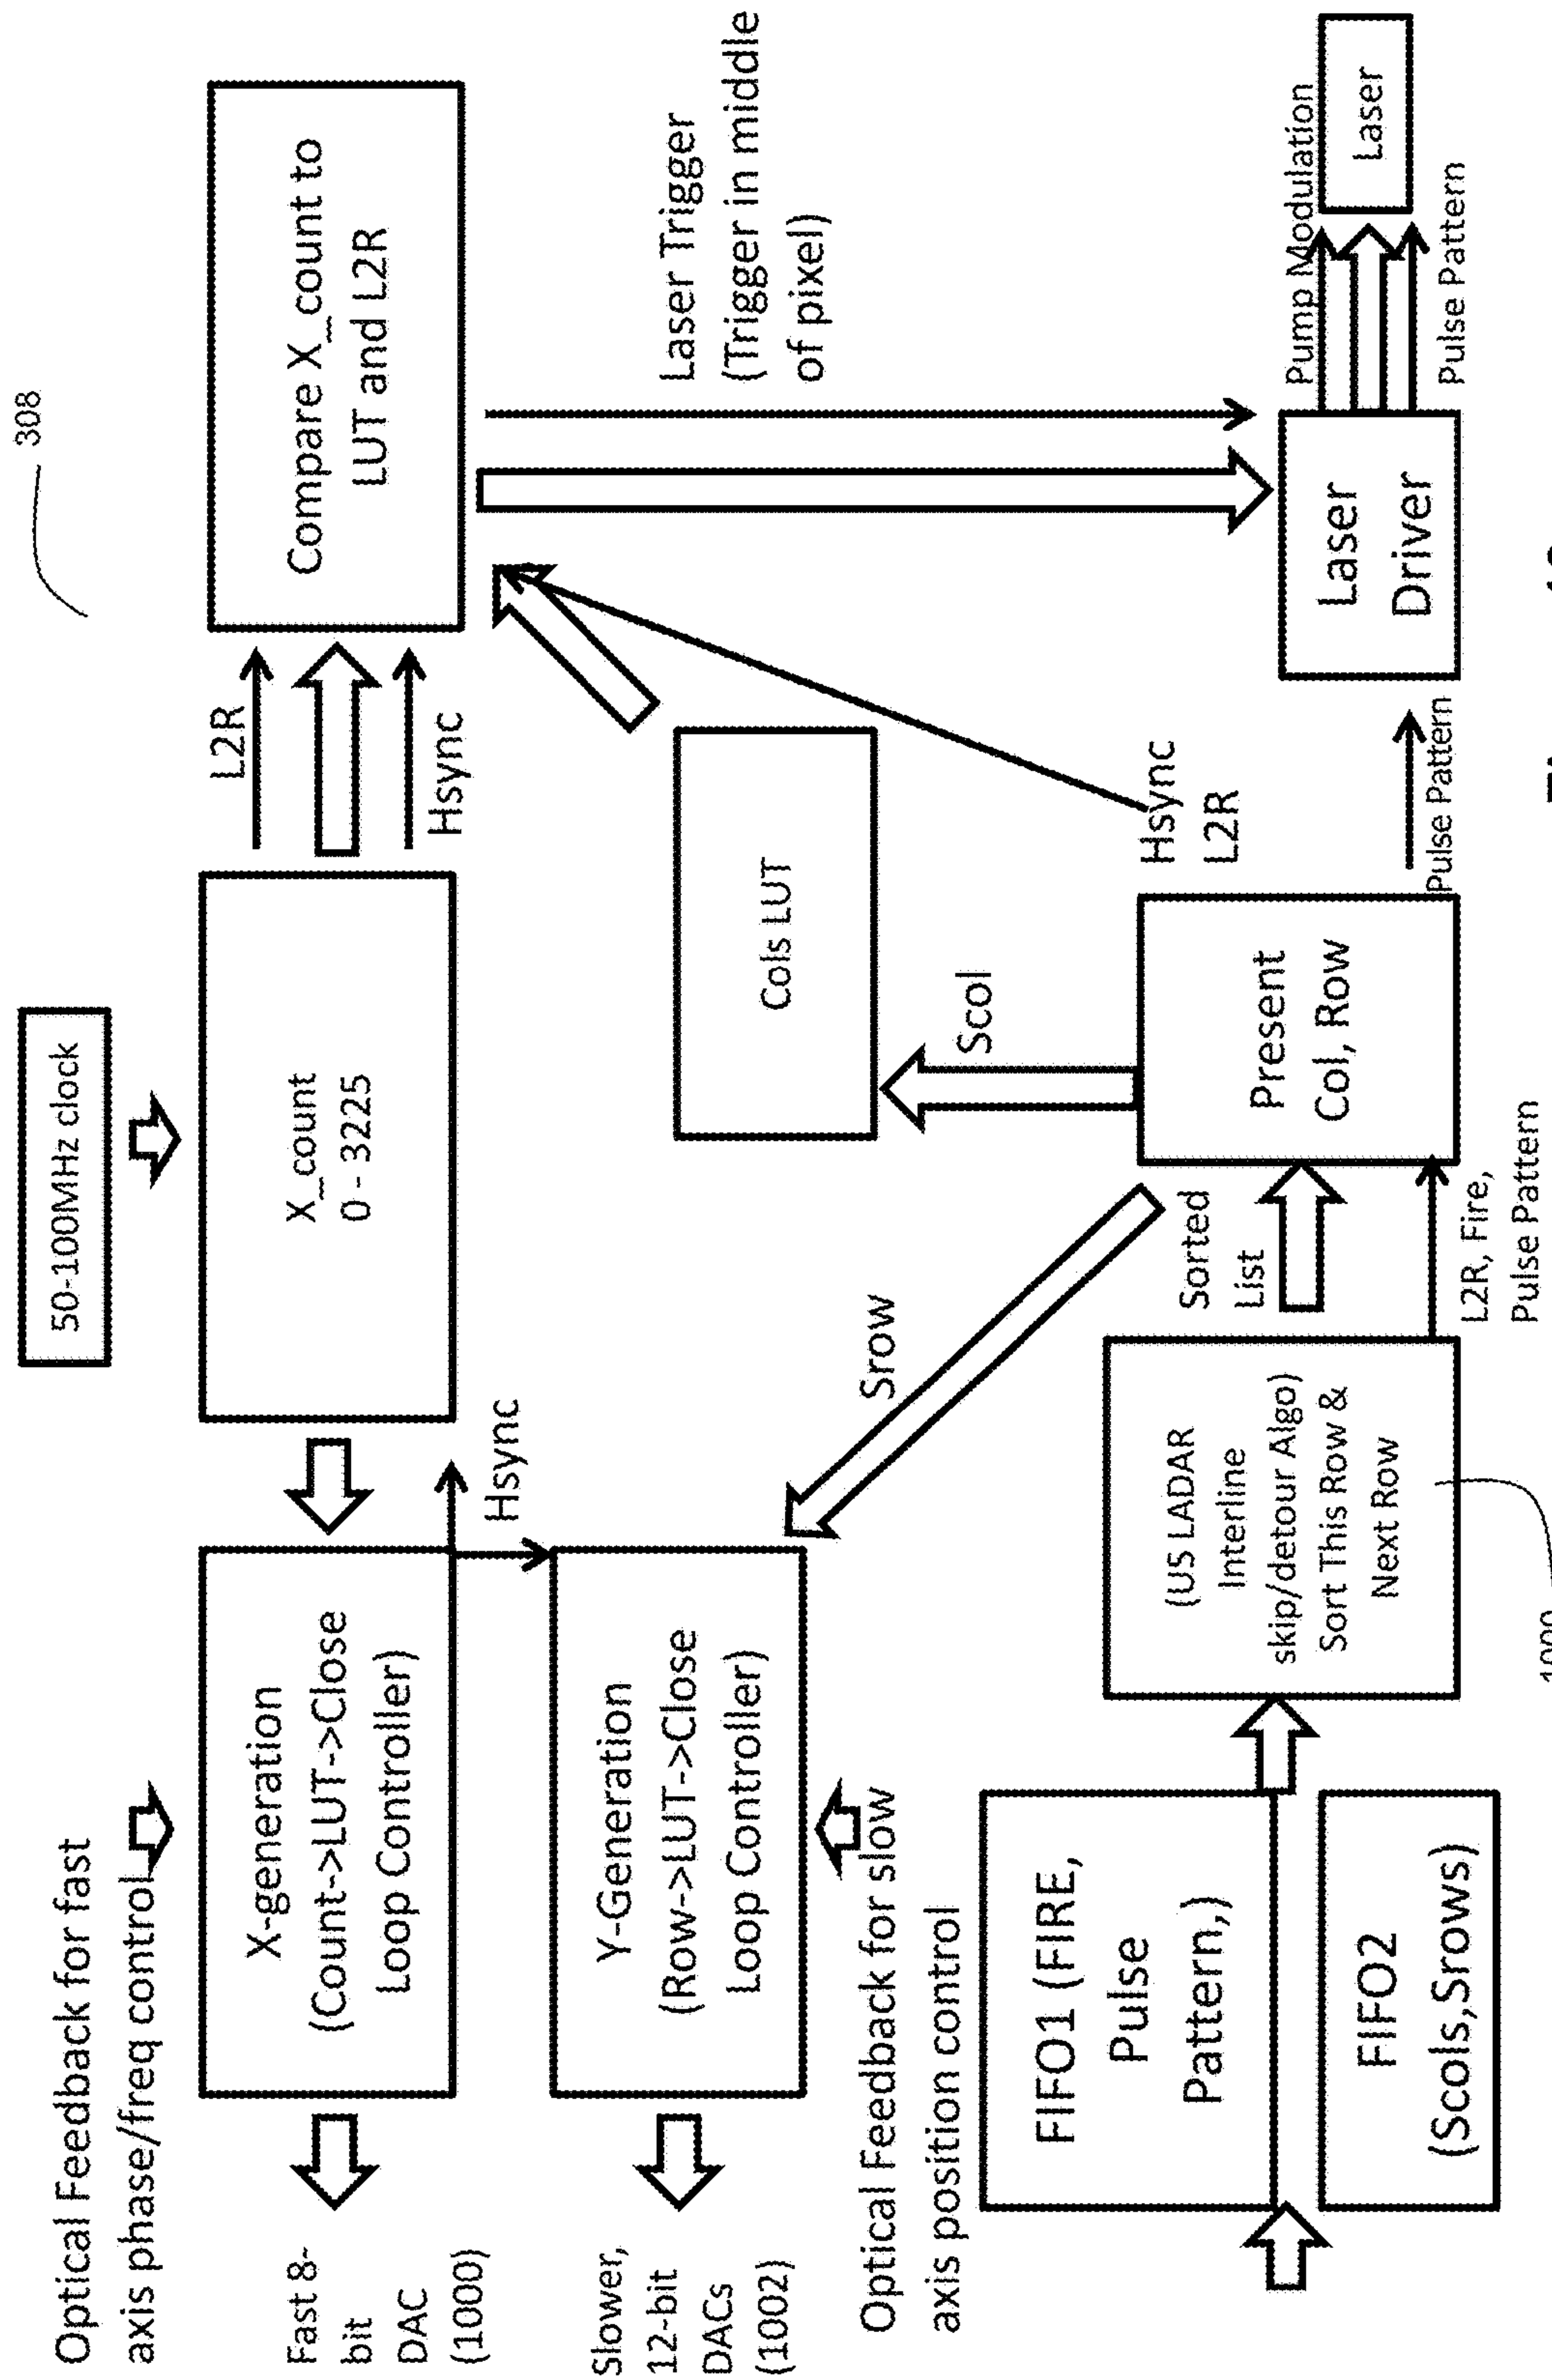 308
50-100MHz clock
Optical Feedback for fast
axis phase/freq control
Fast 8-
bit
DAC
(1000)
X-generation
(Count->LUT->Close
Loop Controller)
Hsync
X_count
0 - 3225
L2R
Hsync
Compare X_count to
LUT and L2R
Slower,
12-bit
DACs
(1002)
Y-Generation
(Row->LUT->Close
Loop Controller)
Optical Feedback for slow
axis position control
Srow
Scol
Cols LUT
Hsync
L2R
Laser Trigger
(Trigger in middle
of pixel)
FIFO1 (FIRE,
Pulse
Pattern,)
FIFO2
(Scols,Srows)
(US LADAR
Interline
skip/detour Algo)
Sort This Row &
Next Row
Sorted
List
L2R, Fire,
Pulse Pattern
Present
Col, Row
Pulse Pattern
Laser
Driver
Pump Modulation
Pulse Pattern
Laser